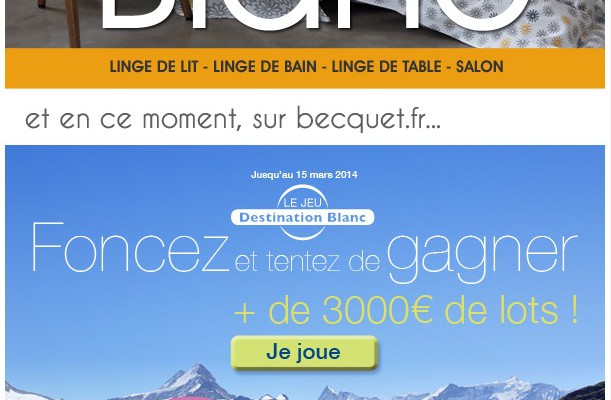 Blanc
LINGE DE LIT - LINGE DE BAIN - LINGE DE TABLE - SALON
et en ce moment, sur becquet.fr...
Jusqu'au 15 mars 2014
LE JEU
Destination Blanc
Foncez et tentez de gagner
+ de 3000€ de lots !
Je joue